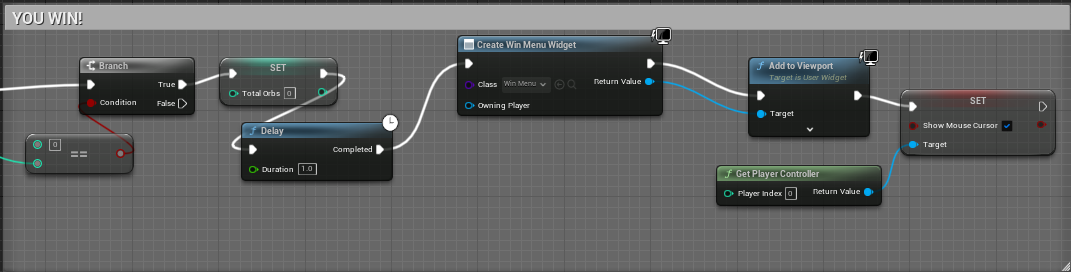 YOU WIN!
Branch
True
Condition
False
0
==
SET
Total Orbs 0
Delay
Completed
Duration 1.0
Create Win Menu Widget
Class Win Menu
Return Value
Owning Player
Add to Viewport
Target is User Widget
Target
Get Player Controller
Player Index 0
Return Value
SET
Show Mouse Cursor
Target